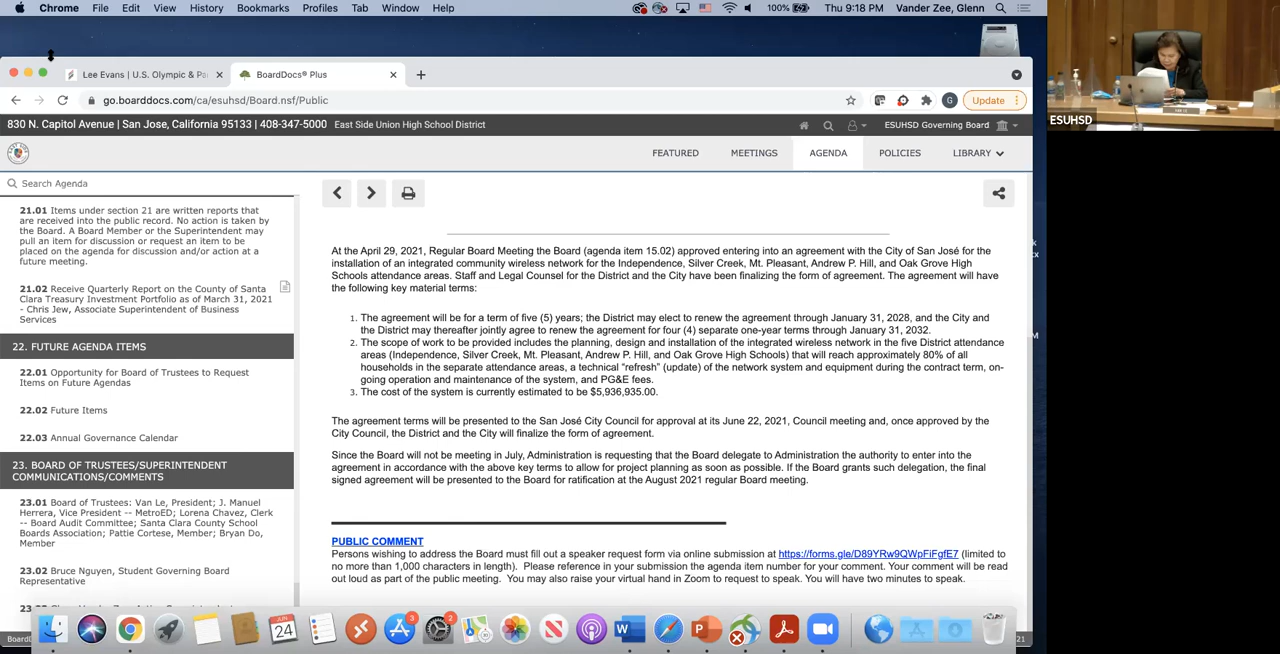 Chrome File Edit View History Bookmarks Profiles Tab Window Help 100% Thu 9:18 PM Vander Zee, Glenn
Lee Evans | U.S. Olympic & Pa
BoardDocs® Plus
go.boarddocs.com/ca/esuhsd/Board.nsf/Public
G
Update
830 N. Capitol Avenue | San Jose, California 95133 | 408-347-5000 East Side Union High School District
ESUHSD Governing Board
FEATURED MEETINGS AGENDA POLICIES LIBRARY
Search Agenda
21.01 Items under section 21 are written reports that
are received into the public record. No action is taken by
the Board. A Board Member or the Superintendent may
pull an item for discussion or request an item to be
placed on the agenda for discussion and/or action at a
future meeting.
21.02 Receive Quarterly Report on the County of Santa
Clara Treasury Investment Portfolio as of March 31, 2021
- Chris Jew, Associate Superintendent of Business
Services
22. FUTURE AGENDA ITEMS
22.01 Opportunity for Board of Trustees to Request
Items on Future Agendas
22.02 Future Items
22.03 Annual Governance Calendar
23. BOARD OF TRUSTEES/SUPERINTENDENT
COMMUNICATIONS/COMMENTS
23.01 Board of Trustees: Van Le, President; J. Manuel
Herrera, Vice President -- MetroED; Lorena Chavez, Clerk
-- Board Audit Committee; Santa Clara County School
Boards Association; Pattie Cortese, Member; Bryan Do,
Member
23.02 Bruce Nguyen, Student Governing Board
Representative
At the April 29, 2021, Regular Board Meeting the Board (agenda item 15.02) approved entering into an agreement with the City of San José for the
installation of an integrated community wireless network for the Independence, Silver Creek, Mt. Pleasant, Andrew P. Hill, and Oak Grove High
Schools attendance areas. Staff and Legal Counsel for the District and the City have been finalizing the form of agreement. The agreement will have
the following key material terms:
1. The agreement will be for a term of five (5) years; the District may elect to renew the agreement through January 31, 2028, and the City and
the District may thereafter jointly agree to renew the agreement for four (4) separate one-year terms through January 31, 2032.
2. The scope of work to be provided includes the planning, design and installation of the integrated wireless network in the five District attendance
areas (Independence, Silver Creek, Mt. Pleasant, Andrew P. Hill, and Oak Grove High Schools) that will reach approximately 80% of all
households in the separate attendance areas, a technical “refresh” (update) of the network system and equipment during the contract term, on-
going operation and maintenance of the system, and PG&E fees.
3. The cost of the system is currently estimated to be $5,936,935.00.
The agreement terms will be presented to the San José City Council for approval at its June 22, 2021, Council meeting and, once approved by the
City Council, the District and the City will finalize the form of agreement.
Since the Board will not be meeting in July, Administration is requesting that the Board delegate to Administration the authority to enter into the
agreement in accordance with the above key terms to allow for project planning as soon as possible. If the Board grants such delegation, the final
signed agreement will be presented to the Board for ratification at the August 2021 regular Board meeting.
PUBLIC COMMENT
Persons wishing to address the Board must fill out a speaker request form via online submission at https://forms.gle/D89YRw9QWpFiFgfE7 (limited to
no more than 1,000 characters in length). Please reference in your submission the agenda item number for your comment. Your comment will be read
out loud as part of the public meeting. You may also raise your virtual hand in Zoom to request to speak. You will have two minutes to speak.
JUN
24
3
2
W
P
BoardD
21
ESUHSD